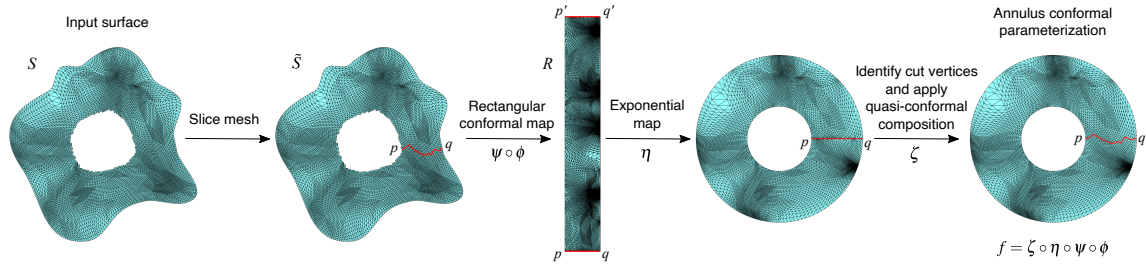 Input surface
S
Slice mesh
S̃
p
q
Rectangular
conformal map
ψ ∘ ϕ
p′
q′
R
p
q
Exponential
map
η
p
q
Identify cut vertices
and apply
quasi-conformal
composition
ζ
Annulus conformal
parameterization
p
q
f = ζ ∘ η ∘ ψ ∘ ϕ